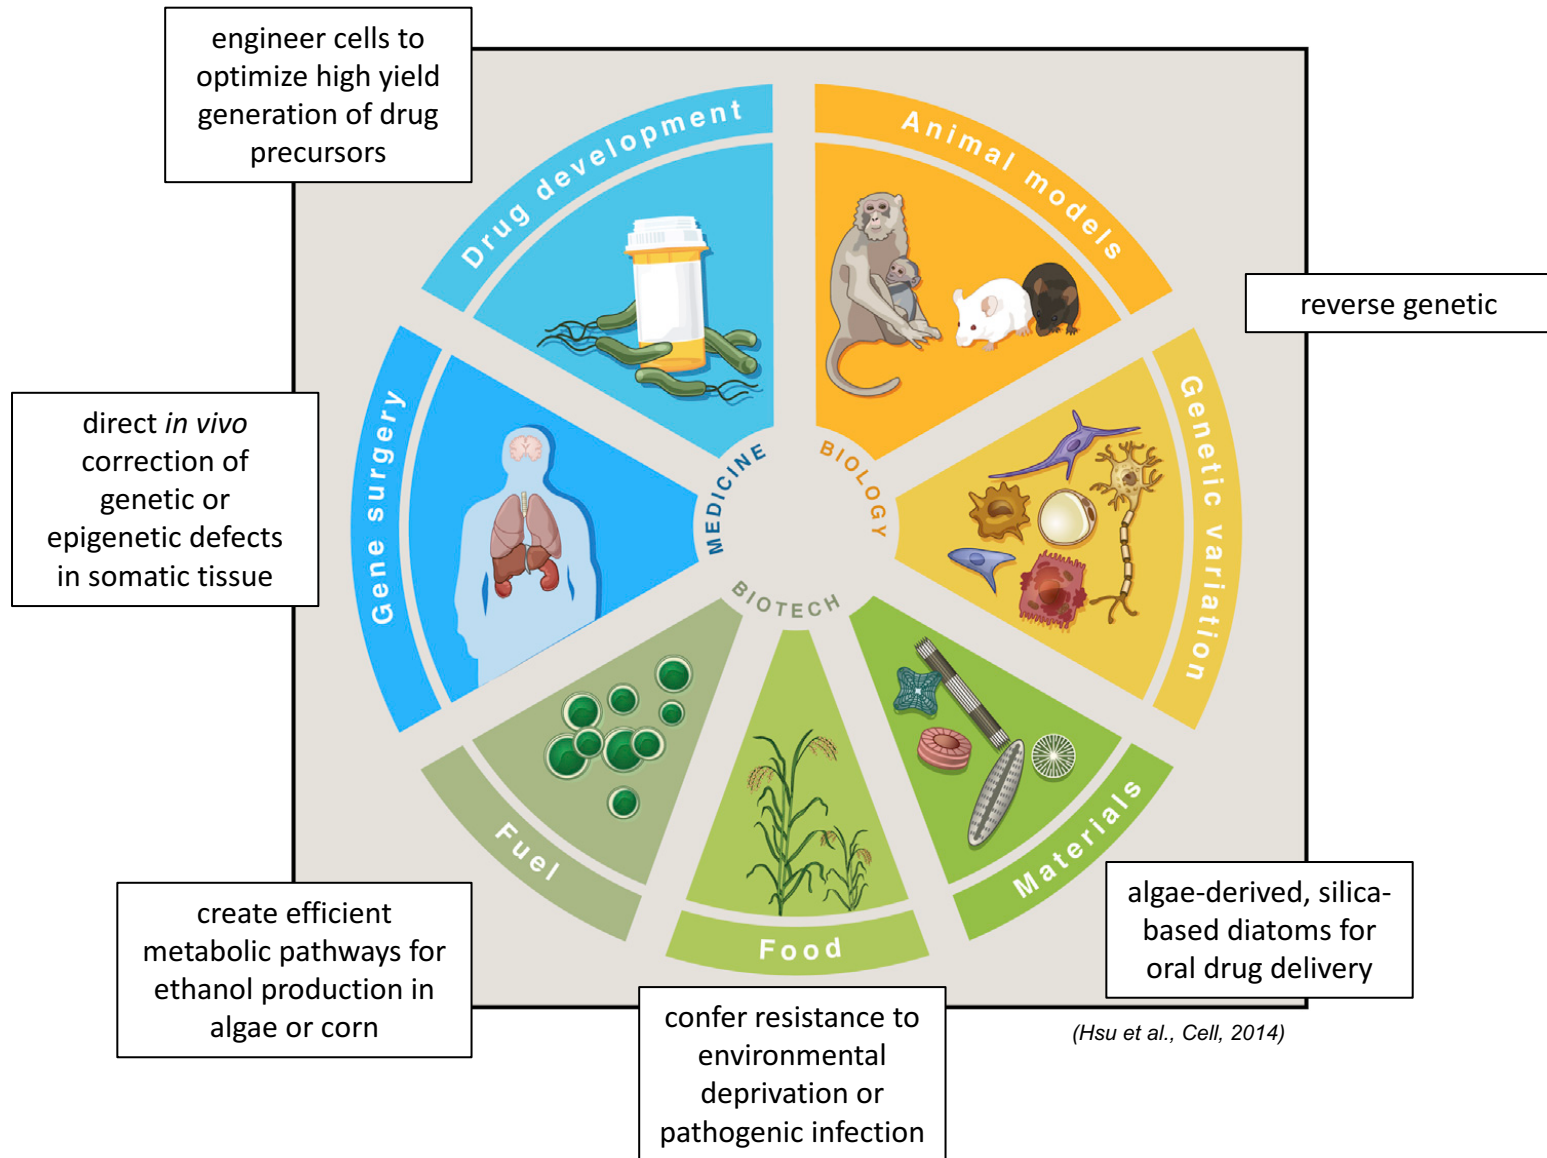 engineer cells to
optimize high yield
generation of drug
precursors
Drug development
Animal models
reverse genetic
direct in vivo
correction of
genetic or
epigenetic defects
in somatic tissue
Gene surgery
MEDICINE
BIOLOGY
BIOTECH
Genetic variation
Fuel
Food
Materials
create efficient
metabolic pathways for
ethanol production in
algae or corn
confer resistance to
environmental
deprivation or
pathogenic infection
algae-derived, silica-
based diatoms for
oral drug delivery
(Hsu et al., Cell, 2014)